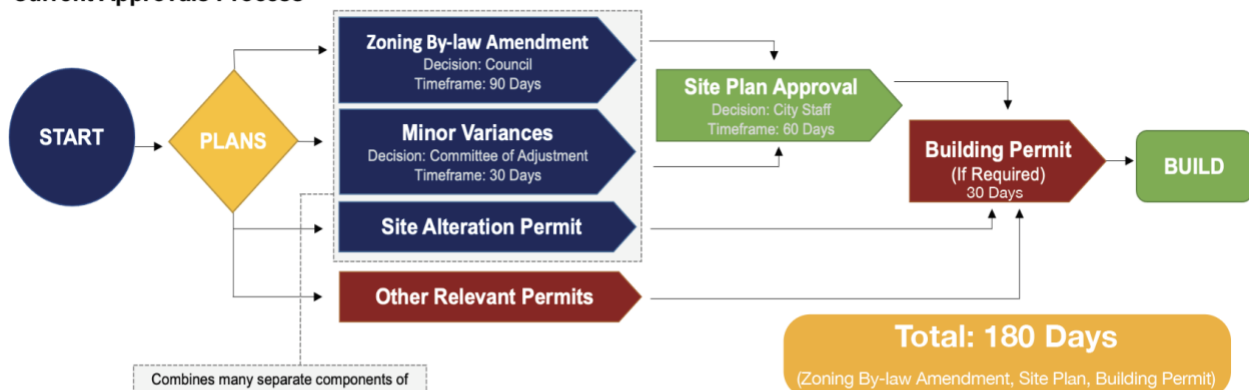 Current Approvals Process
START
PLANS
Zoning By-law Amendment
Decision: Council
Timeframe: 90 Days
Minor Variances
Decision: Committee of Adjustment
Timeframe: 30 Days
Site Alteration Permit
Other Relevant Permits
Site Plan Approval
Decision: City Staff
Timeframe: 60 Days
Building Permit
(If Required)
30 Days
BUILD
Total: 180 Days
(Zoning By-law Amendment, Site Plan, Building Permit)
Combines many separate components of